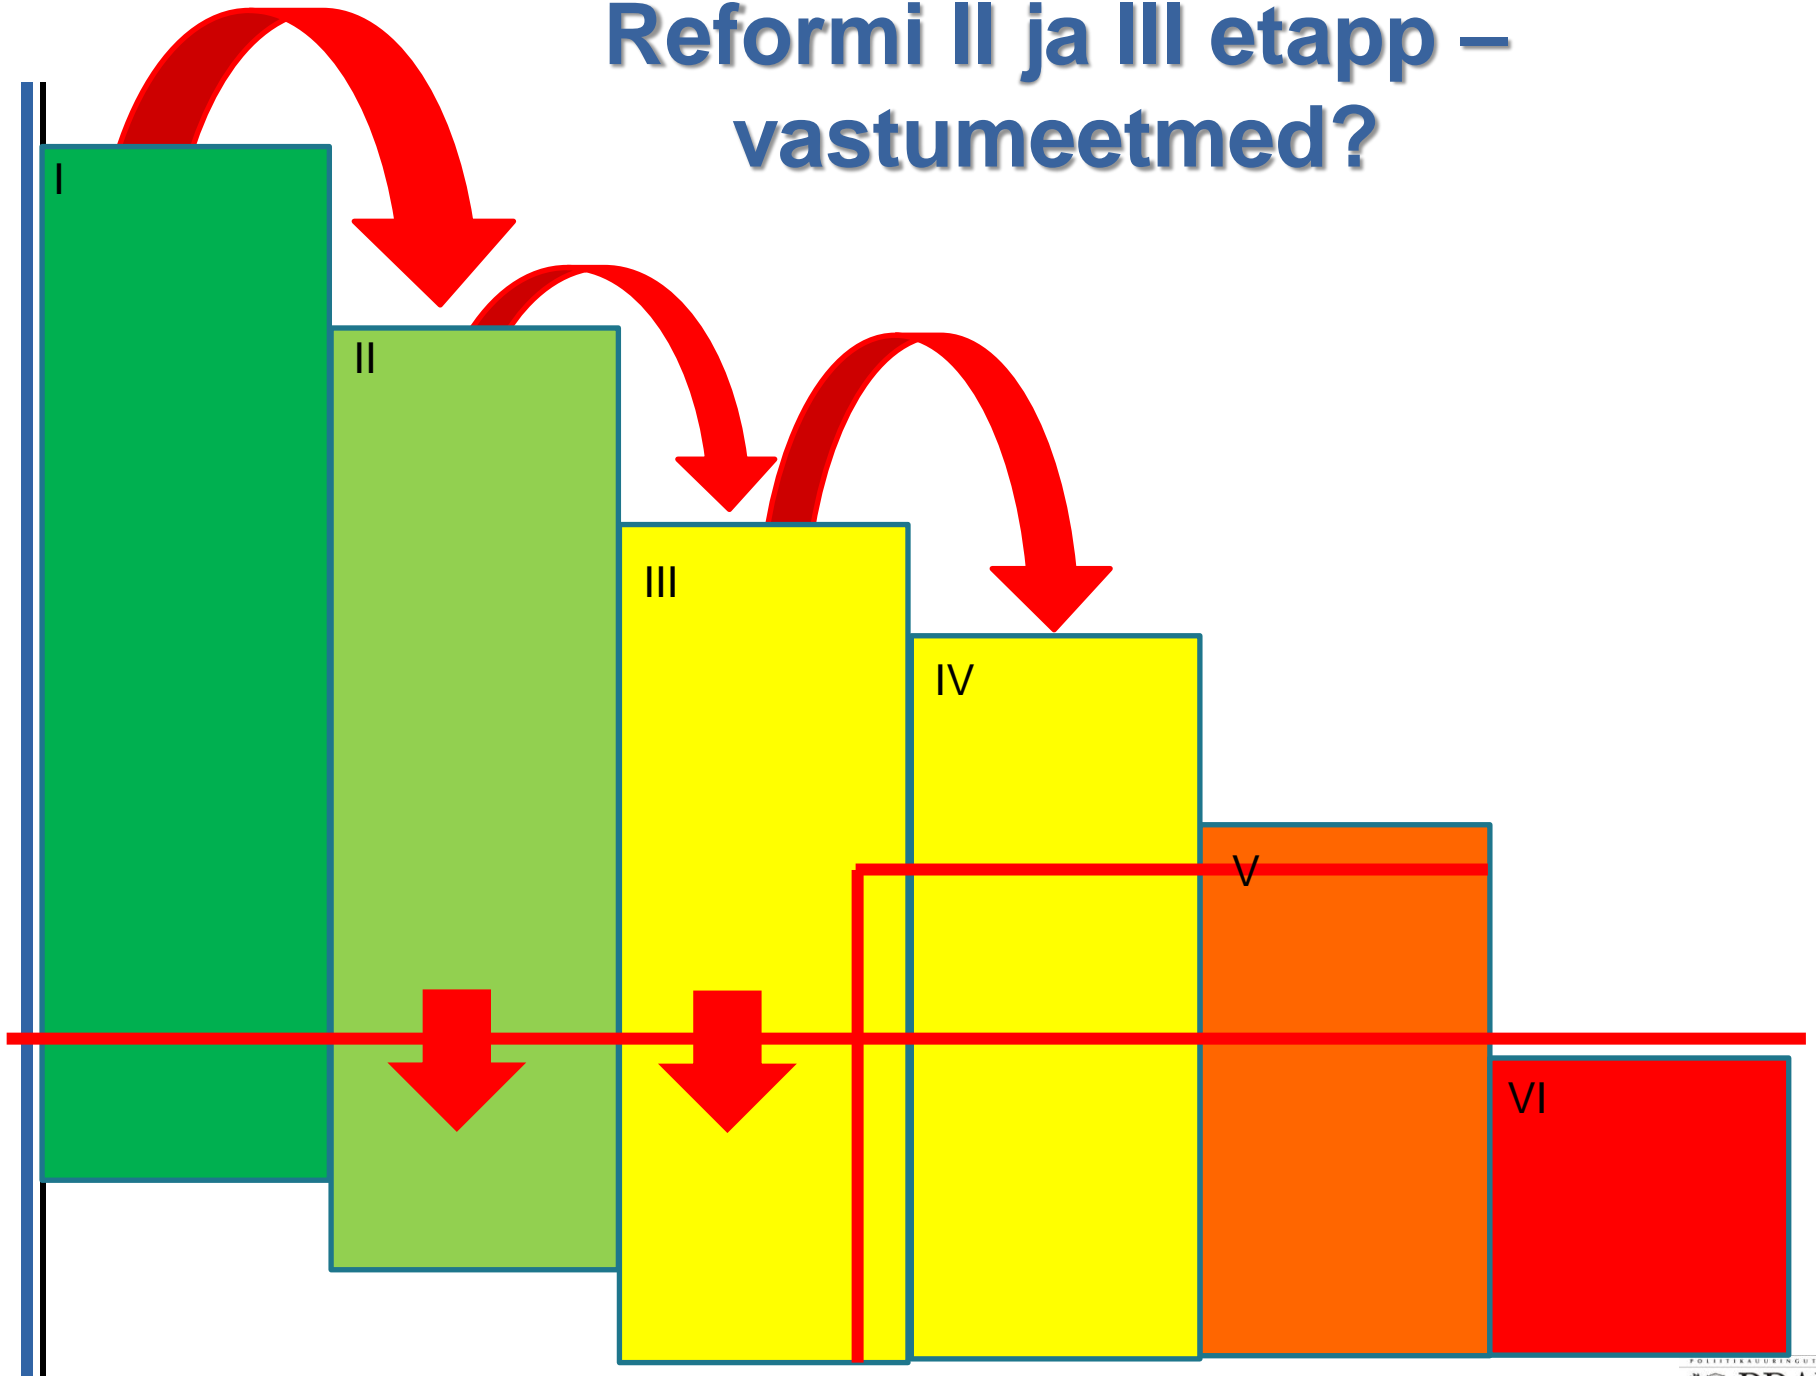 Reformi II ja III etapp –
vastumeetmed?
I
II
III
IV
V
VI